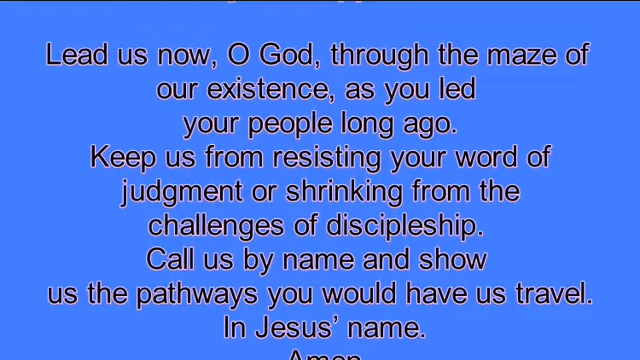 Lead us now, O God, through the maze of
our existence, as you led
your people long ago.
Keep us from resisting your word of
judgment or shrinking from the
challenges of discipleship.
Call us by name and show
us the pathways you would have us travel.
In Jesus’ name.
Amen